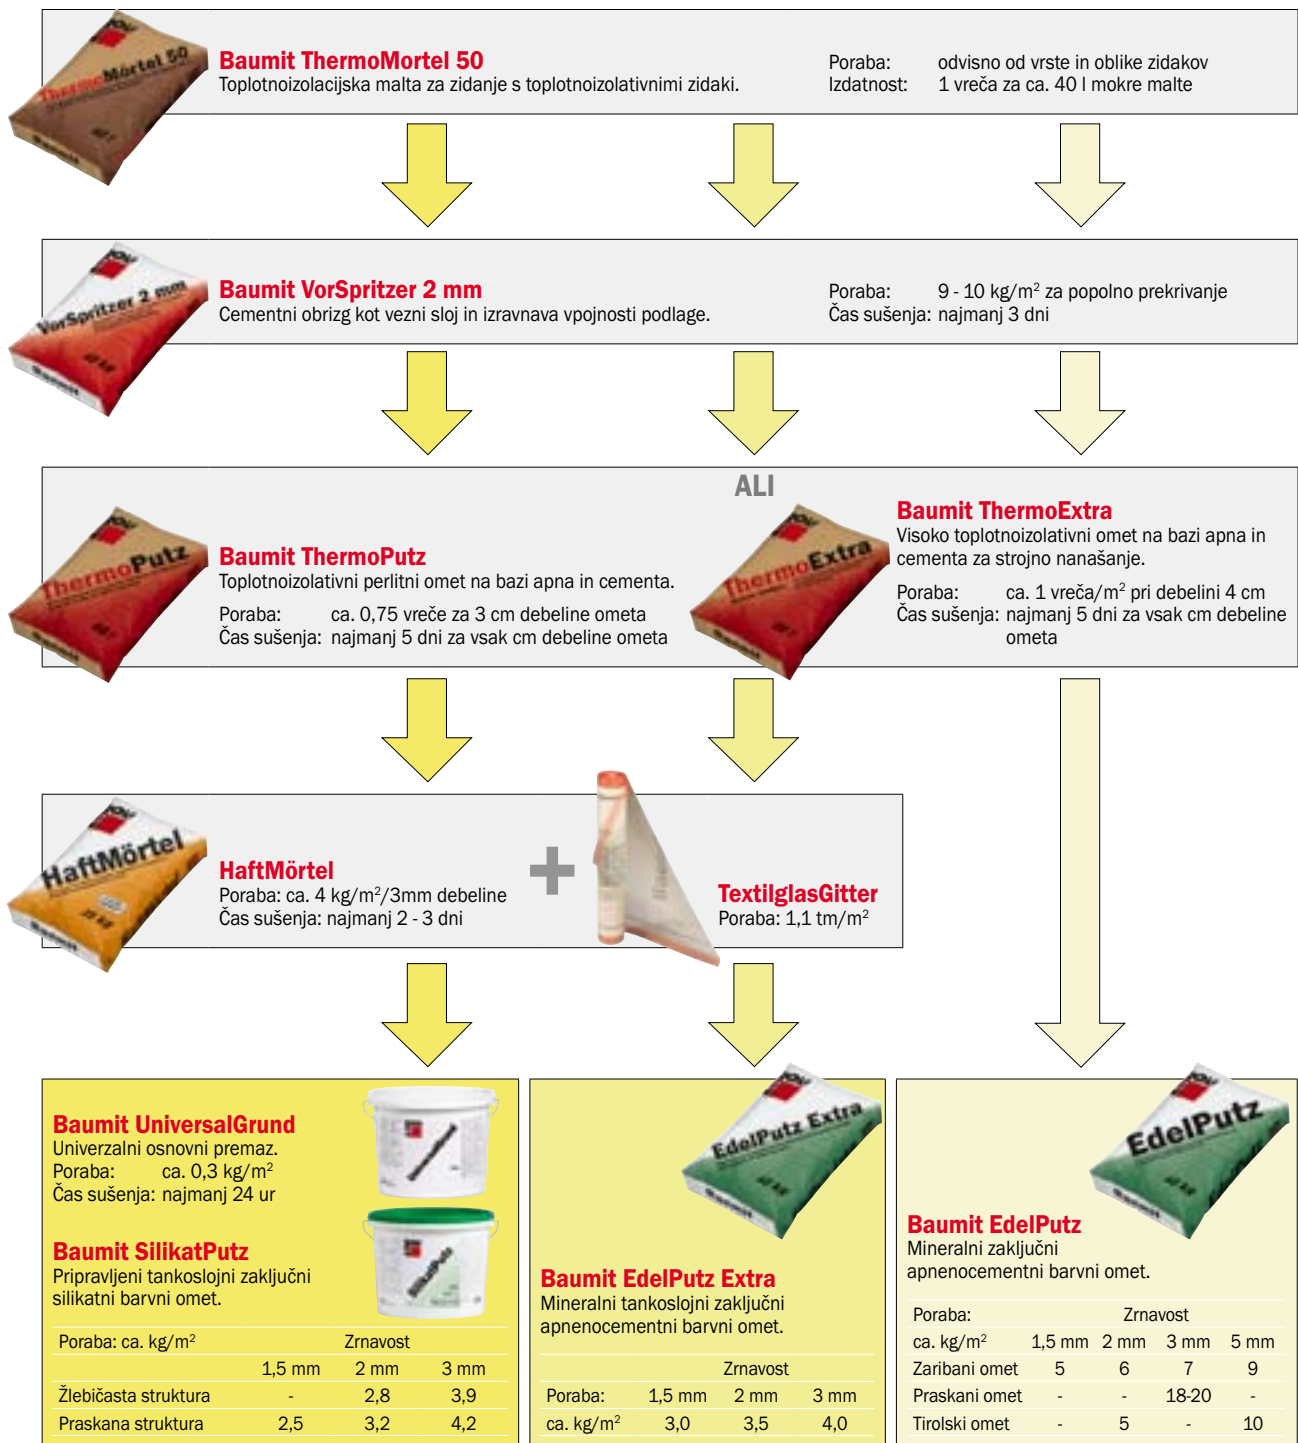 ThermoMörtel 50
Baumit
Baumit ThermoMortel 50
Toplotnoizolacijska malta za zidanje s toplotnoizolativnimi zidaki.
Poraba: odvisno od vrste in oblike zidakov
Izdatnost: 1 vreča za ca. 40 l mokre malte
VorSpritzer 2 mm
Baumit
Baumit VorSpritzer 2 mm
Cementni obrizg kot vezni sloj in izravnava vpojnosti podlage.
Poraba: 9 - 10 kg/m² za popolno prekrivanje
Čas sušenja: najmanj 3 dni
ThermoPutz
Baumit
Baumit ThermoPutz
Toplotnoizolativni perlitni omet na bazi apna in cementa.
Poraba: ca. 0,75 vreče za 3 cm debeline ometa
Čas sušenja: najmanj 5 dni za vsak cm debeline ometa
ALI
ThermoExtra
Baumit
Baumit ThermoExtra
Visoko toplotnoizolativni omet na bazi apna in
cementa za strojno nanašanje.
Poraba: ca. 1 vreča/m² pri debelini 4 cm
Čas sušenja: najmanj 5 dni za vsak cm debeline
ometa
HaftMörtel
Baumit
HaftMörtel
Poraba: ca. 4 kg/m²/3mm debeline
Čas sušenja: najmanj 2 - 3 dni
+
TextilglasGitter
Poraba: 1,1 tm/m²
Baumit UniversalGrund
Univerzalni osnovni premaz.
Poraba: ca. 0,3 kg/m²
Čas sušenja: najmanj 24 ur
SilikatPutz
Baumit SilikatPutz
Pripravljeni tankoslojni zaključni
silikatni barvni omet.
Poraba: ca. kg/m² Zrnavost
1,5 mm 2 mm 3 mm
Žlebičasta struktura - 2,8 3,9
Praskana struktura 2,5 3,2 4,2
EdelPutz Extra
Baumit
Baumit EdelPutz Extra
Mineralni tankoslojni zaključni
apnenocementni barvni omet.
Zrnavost
Poraba: 1,5 mm 2 mm 3 mm
ca. kg/m² 3,0 3,5 4,0
EdelPutz
Baumit
Baumit EdelPutz
Mineralni zaključni
apnenocementni barvni omet.
Poraba: Zrnavost
ca. kg/m² 1,5 mm 2 mm 3 mm 5 mm
Zaribani omet 5 6 7 9
Praskani omet - - 18-20 -
Tirolski omet - 5 - 10